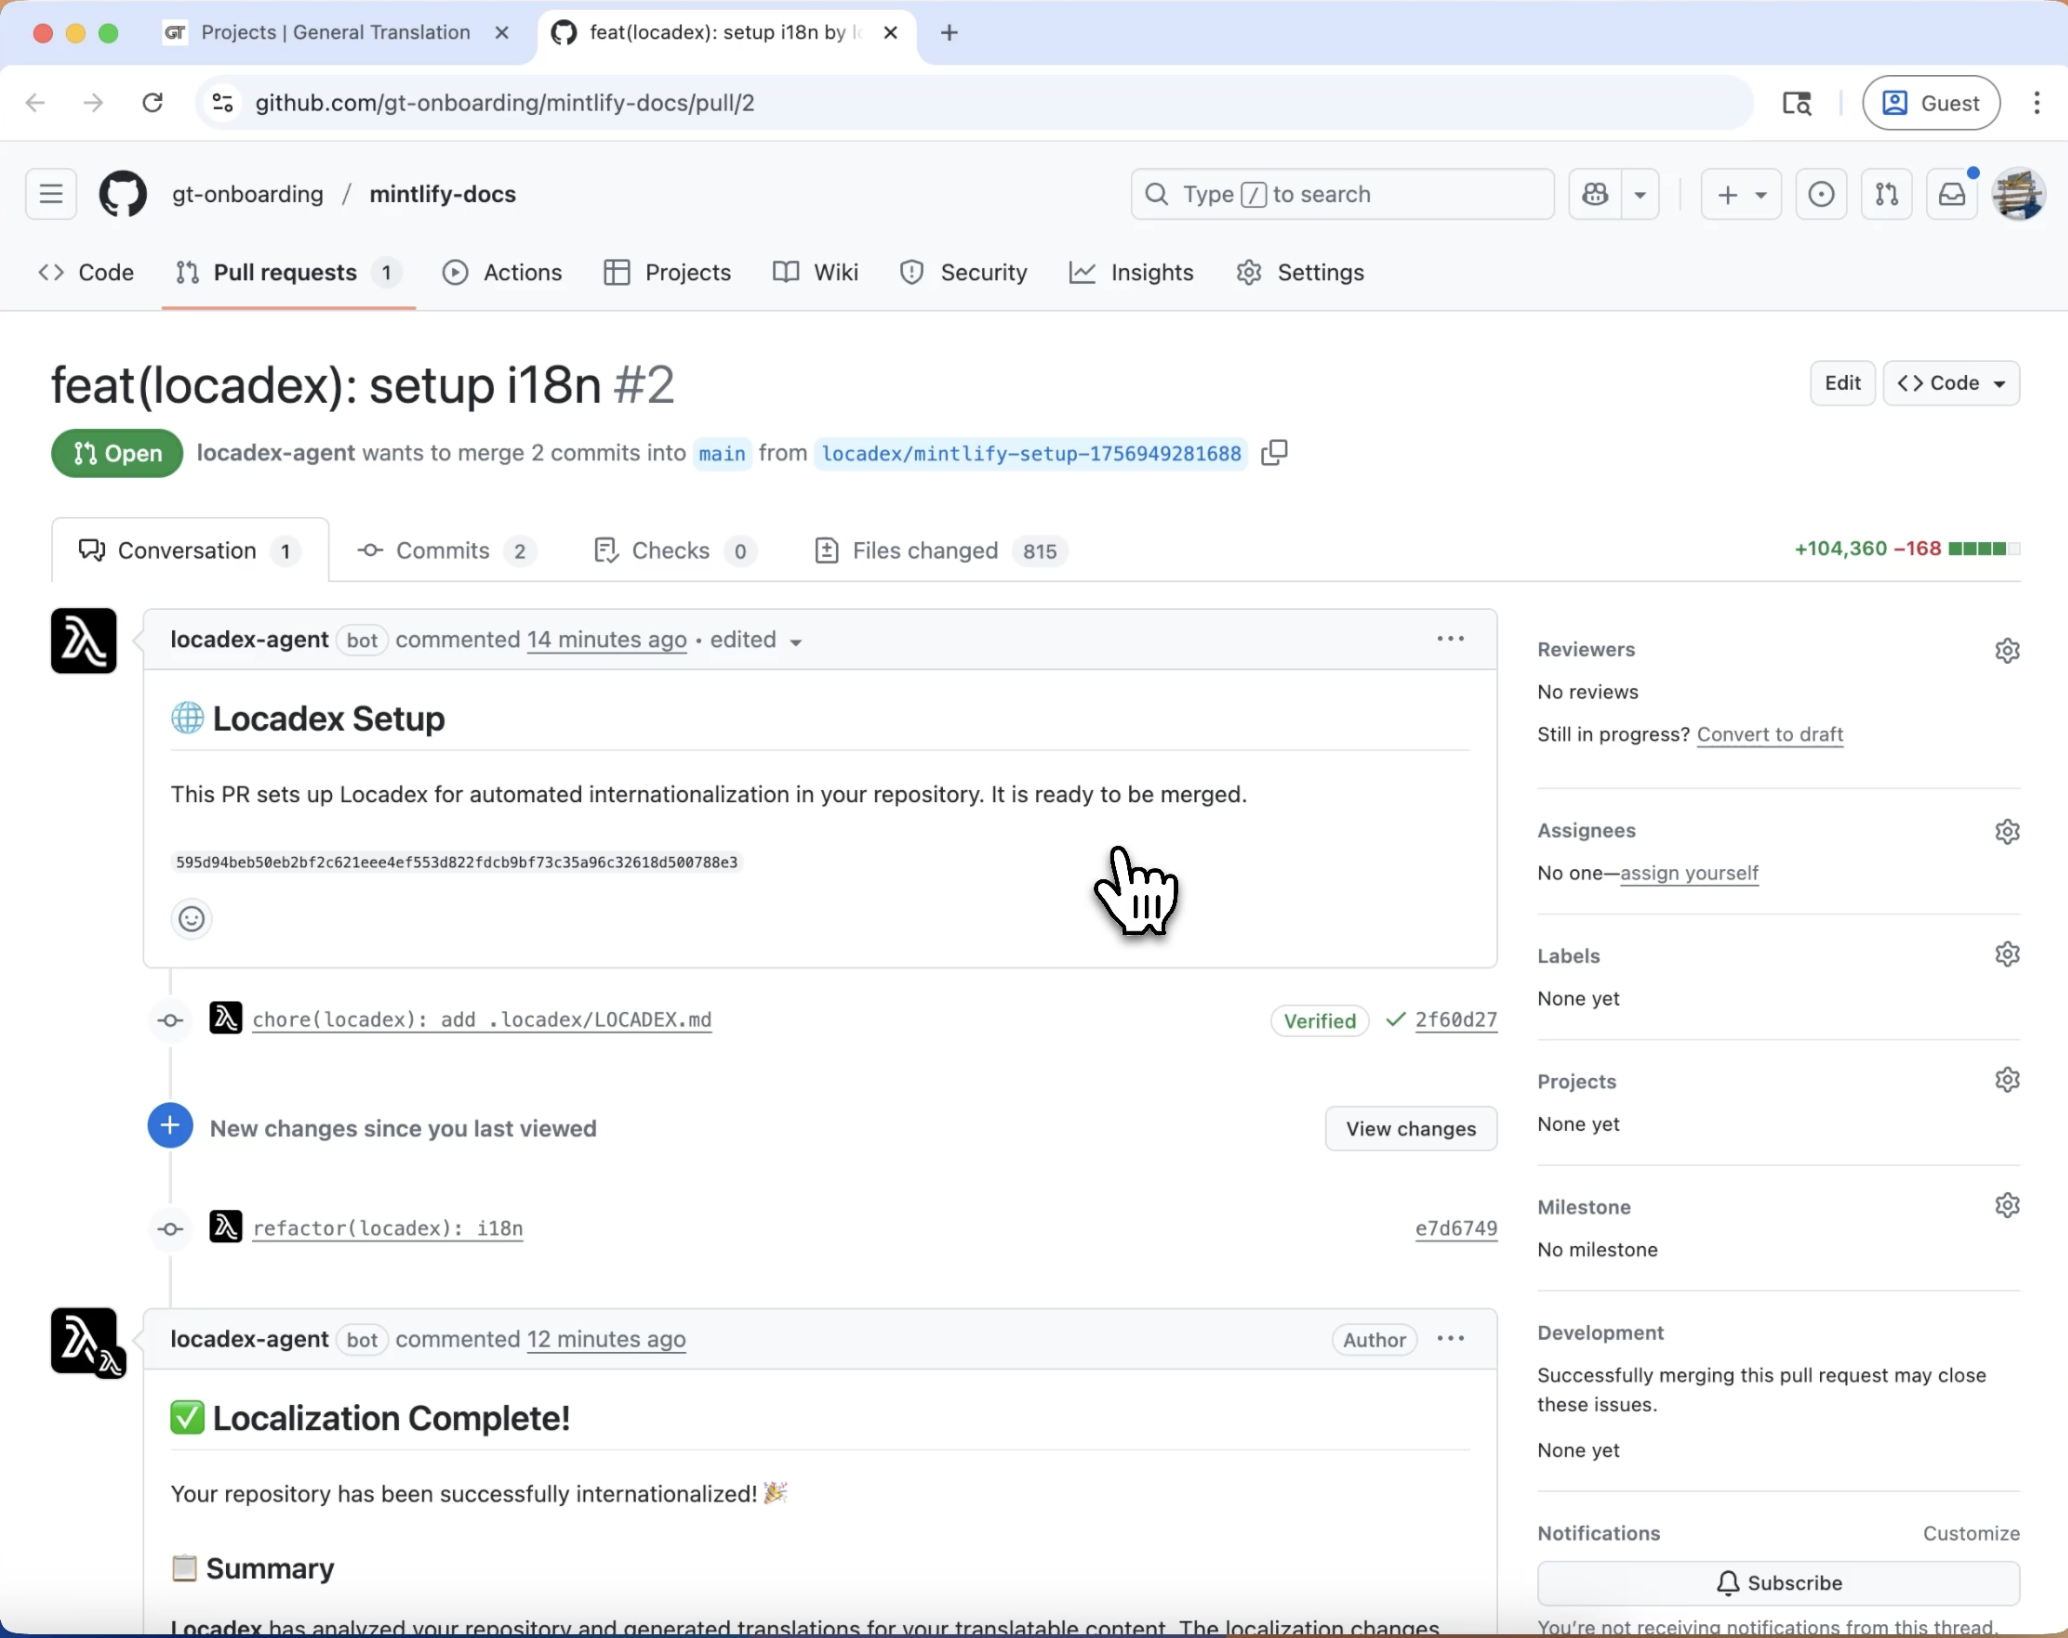 GT Projects | General Translation
feat(locadex): setup i18n by
github.com/gt-onboarding/mintlify-docs/pull/2
Guest
gt-onboarding / mintlify-docs
Type / to search
Code
Pull requests 1
Actions
Projects
Wiki
Security
Insights
Settings
feat(locadex): setup i18n #2
Edit
<> Code
Open
locadex-agent wants to merge 2 commits into main from locadex/mintlify-setup-1756949281688
Conversation 1
Commits 2
Checks 0
Files changed 815
+104,360 −168
locadex-agent bot commented 14 minutes ago • edited
Locadex Setup
This PR sets up Locadex for automated internationalization in your repository. It is ready to be merged.
595d94beb50eb2bf2c621eee4ef553d822fdcb9bf73c35a96c32618d500788e3
chore(locadex): add .locadex/LOCADEX.md
Verified
2f60d27
New changes since you last viewed
View changes
refactor(locadex): i18n
e7d6749
locadex-agent bot commented 12 minutes ago
Author
Localization Complete!
Your repository has been successfully internationalized!
Summary
Locadex has analyzed your repository and generated translations for your translatable content. The localization changes
Reviewers
No reviews
Still in progress? Convert to draft
Assignees
No one—assign yourself
Labels
None yet
Projects
None yet
Milestone
No milestone
Development
Successfully merging this pull request may close
these issues.
None yet
Notifications
Customize
Subscribe
You're not receiving notifications from this thread.